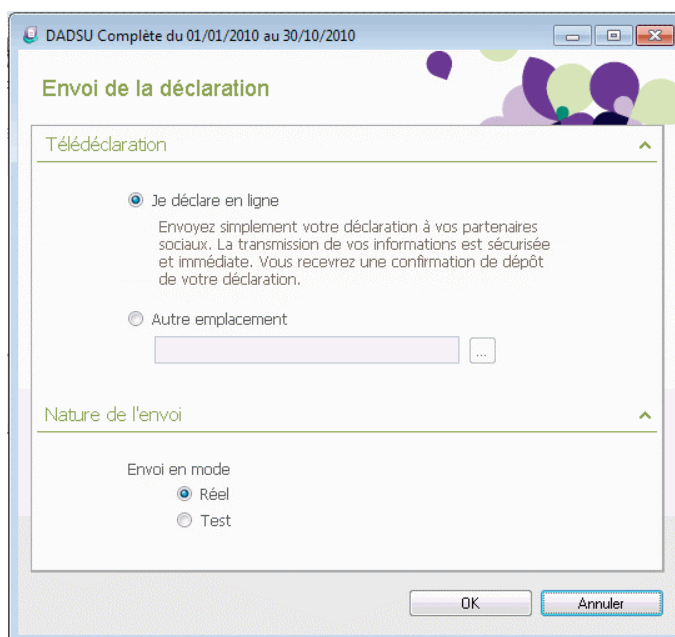 DADSU Complète du 01/01/2010 au 30/10/2010
Envoi de la déclaration
Télédéclaration
Je déclare en ligne
Envoyez simplement votre déclaration à vos partenaires
sociaux. La transmission de vos informations est sécurisée
et immédiate. Vous recevrez une confirmation de dépôt
de votre déclaration.
Autre emplacement
...
Nature de l'envoi
Envoi en mode
Réel
Test
OK
Annuler